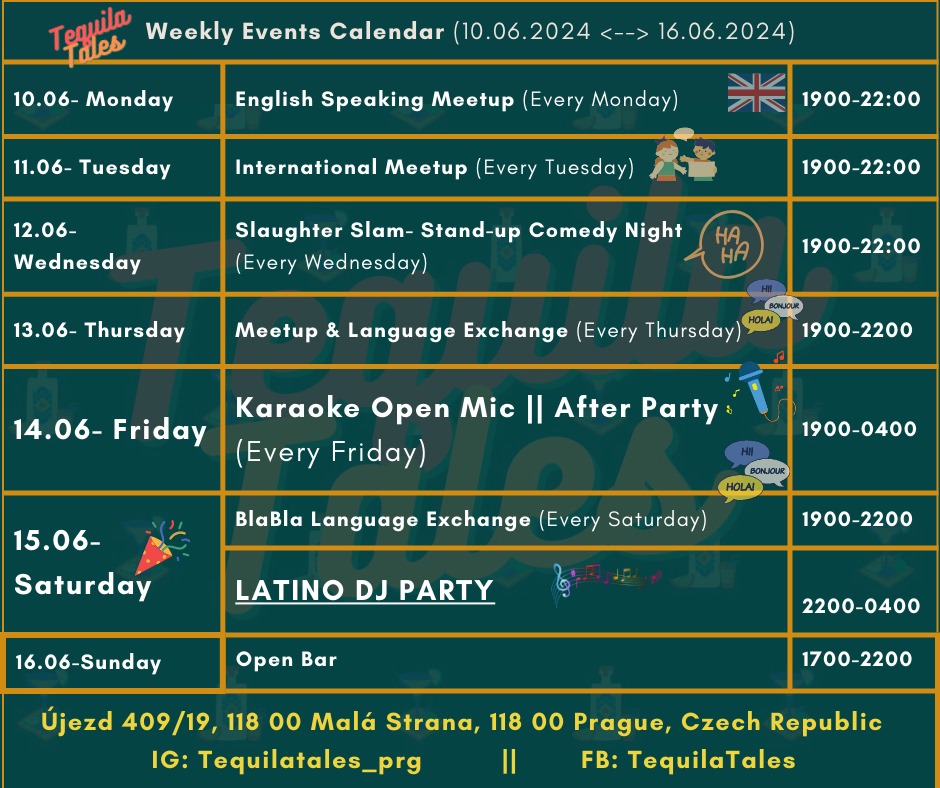 Tequila
Tales
Weekly Events Calendar (10.06.2024 <--> 16.06.2024)
10.06- Monday
English Speaking Meetup (Every Monday)
1900-22:00
11.06- Tuesday
International Meetup (Every Tuesday)
1900-22:00
12.06-
Wednesday
Slaughter Slam- Stand-up Comedy Night
(Every Wednesday)
HA
HA
1900-22:00
13.06- Thursday
Meetup & Language Exchange (Every Thursday)
HI!
BONJOUR
HOLA!
1900-2200
14.06- Friday
Karaoke Open Mic || After Party
(Every Friday)
1900-0400
15.06-
Saturday
HI!
BONJOUR
HOLA!
BlaBla Language Exchange (Every Saturday)
1900-2200
LATINO DJ PARTY
2200-0400
16.06-Sunday
Open Bar
1700-2200
Tequila
Tales
Újezd 409/19, 118 00 Malá Strana, 118 00 Prague, Czech Republic
IG: Tequilatales_prg || FB: TequilaTales